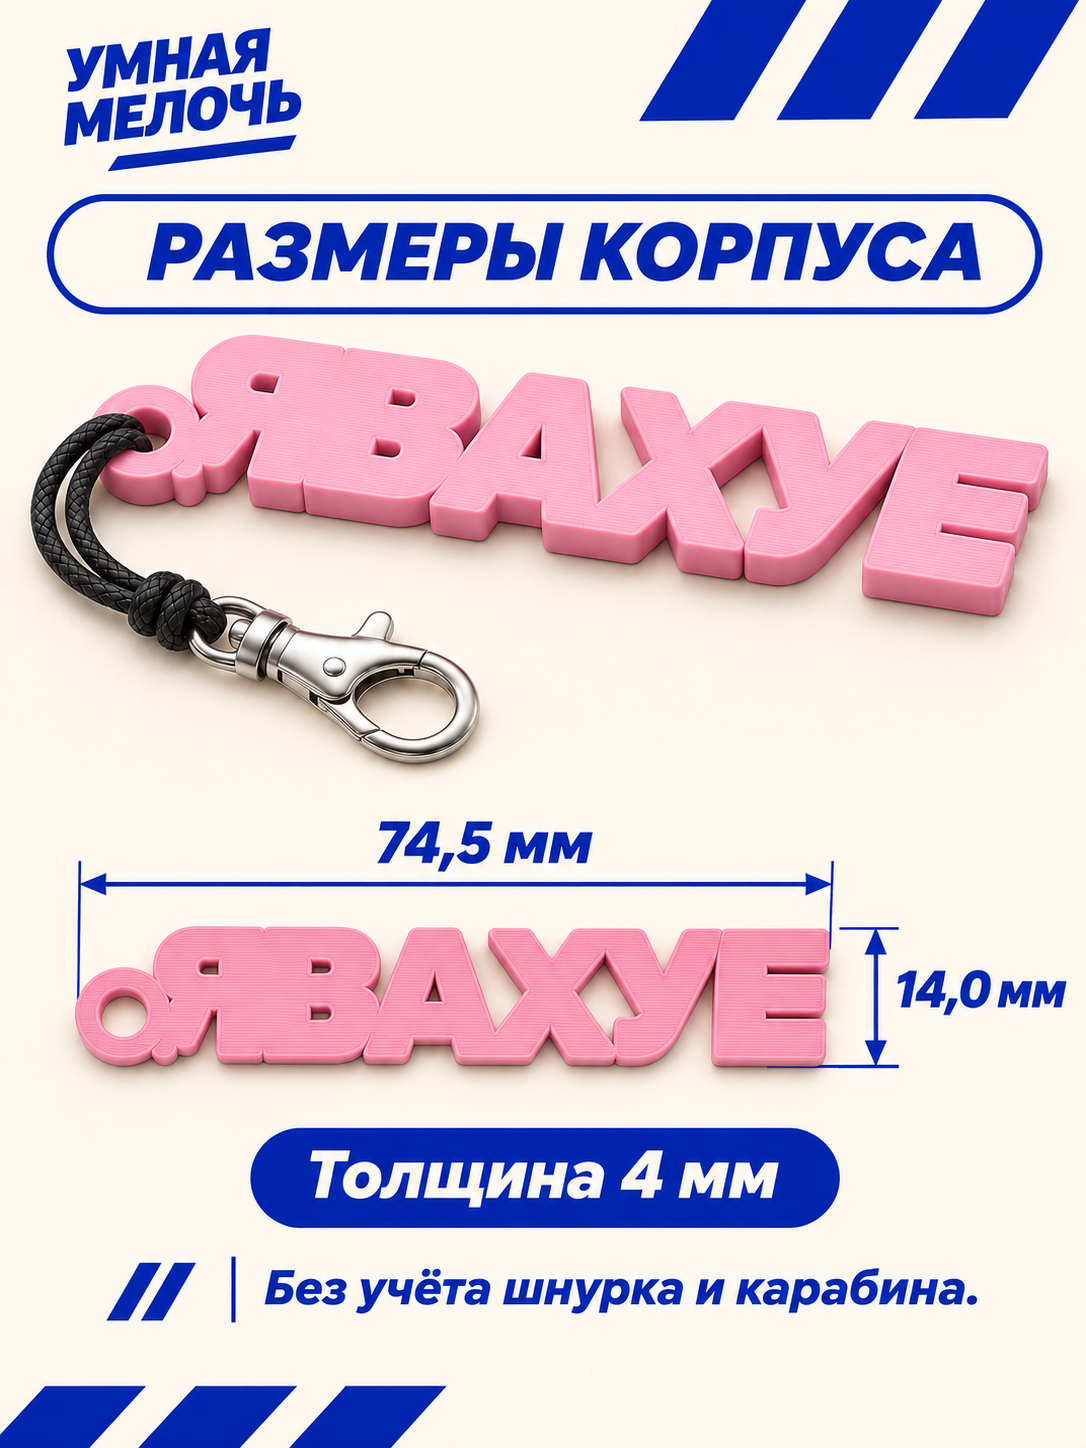 УМНАЯ
МЕЛОЧЬ
РАЗМЕРЫ КОРПУСА
ЯВАХУЕ
74,5 мм
ЯВАХУЕ
14,0 мм
Толщина 4 мм
Без учёта шнурка и карабина.